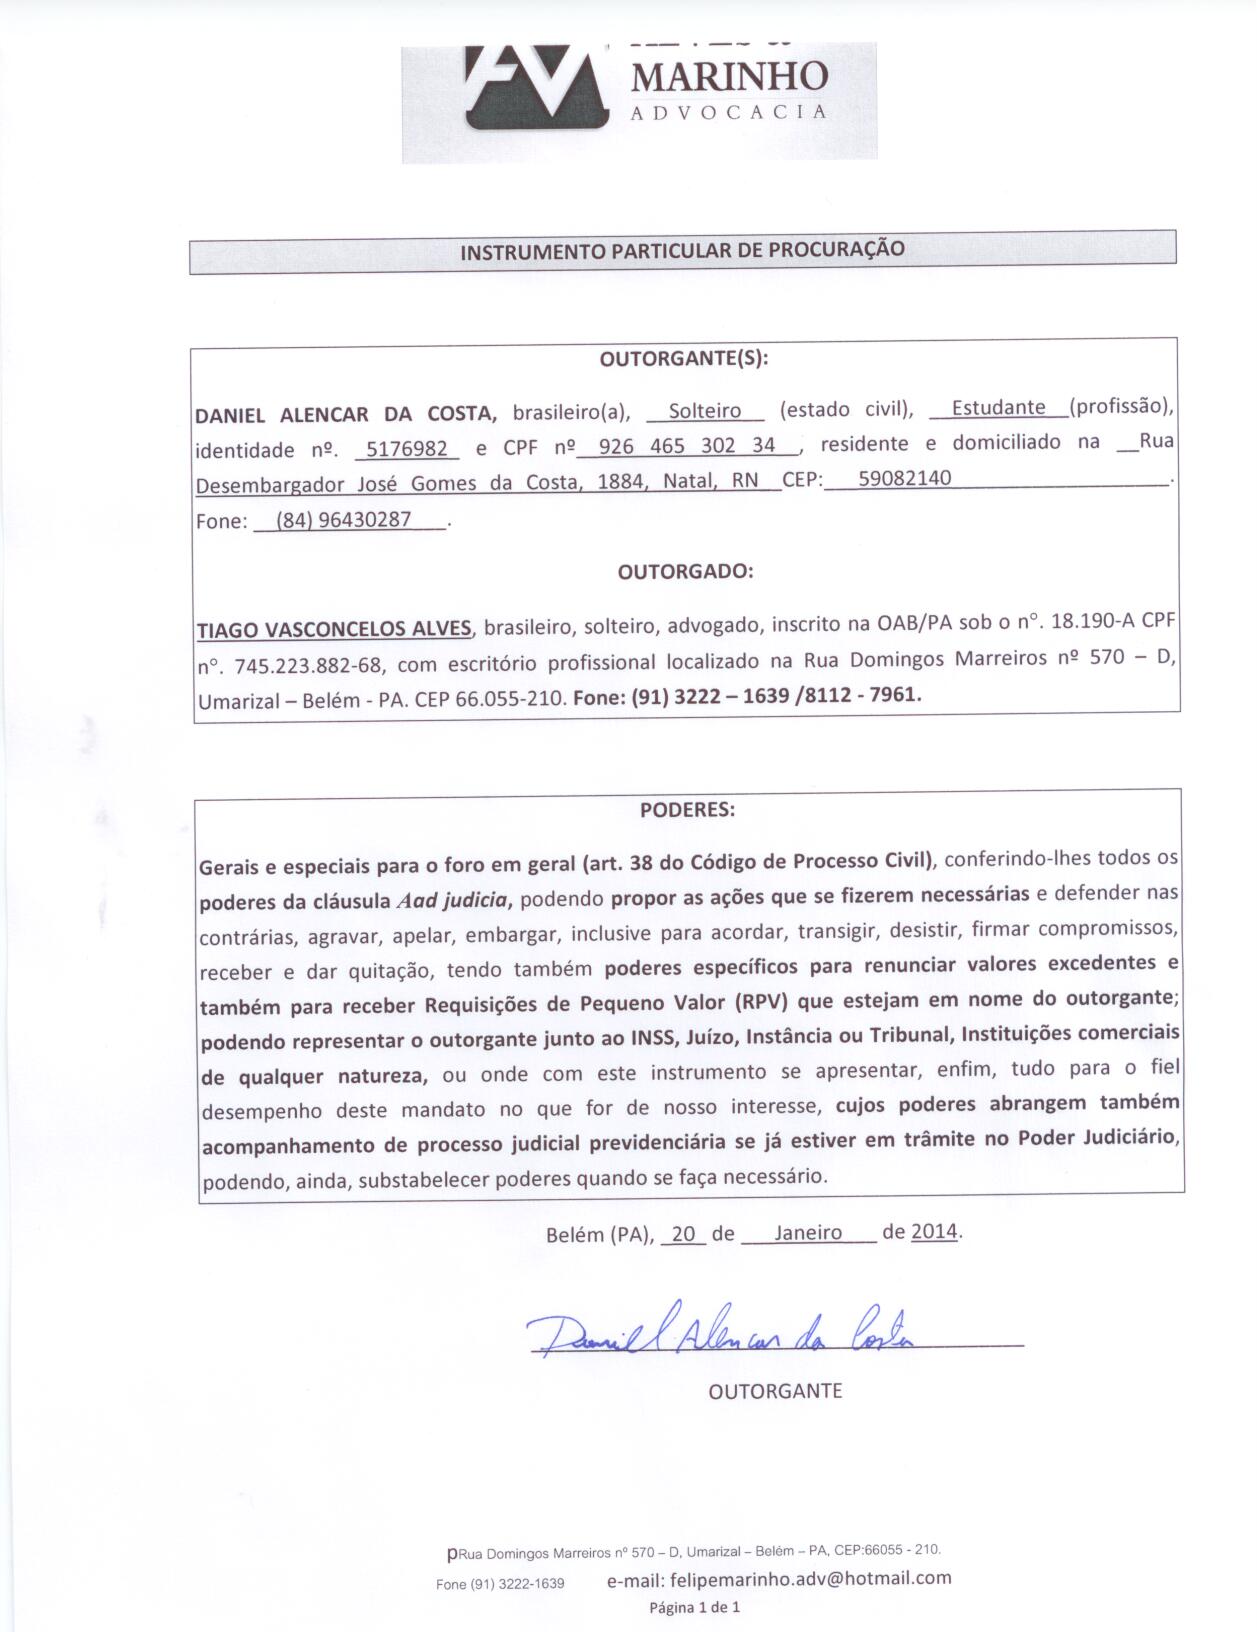 MARINHO
ADVOCACIA
INSTRUMENTO PARTICULAR DE PROCURAÇÃO
OUTORGANTE(S):
DANIEL ALENCAR DA COSTA, brasileiro(a), __Solteiro__ (estado civil), __Estudante__(profissão),
identidade nº. _5176982_ e CPF nº_ 926 465 302 34 _, residente e domiciliado na __Rua
Desembargador José Gomes da Costa, 1884, Natal, RN _CEP:___59082140____________________.
Fone: __(84) 96430287___.
OUTORGADO:
TIAGO VASCONCELOS ALVES, brasileiro, solteiro, advogado, inscrito na OAB/PA sob o n°. 18.190-A CPF
n°. 745.223.882-68, com escritório profissional localizado na Rua Domingos Marreiros nº 570 – D,
Umarizal – Belém - PA. CEP 66.055-210. Fone: (91) 3222 – 1639 /8112 - 7961.
PODERES:
Gerais e especiais para o foro em geral (art. 38 do Código de Processo Civil), conferindo-lhes todos os
poderes da cláusula Aad judicia, podendo propor as ações que se fizerem necessárias e defender nas
contrárias, agravar, apelar, embargar, inclusive para acordar, transigir, desistir, firmar compromissos,
receber e dar quitação, tendo também poderes específicos para renunciar valores excedentes e
também para receber Requisições de Pequeno Valor (RPV) que estejam em nome do outorgante;
podendo representar o outorgante junto ao INSS, Juízo, Instância ou Tribunal, Instituições comerciais
de qualquer natureza, ou onde com este instrumento se apresentar, enfim, tudo para o fiel
desempenho deste mandato no que for de nosso interesse, cujos poderes abrangem também
acompanhamento de processo judicial previdenciária se já estiver em trâmite no Poder Judiciário,
podendo, ainda, substabelecer poderes quando se faça necessário.
Belém (PA), _20_ de ___Janeiro___ de 2014.
Daniel Alencar da Costa
OUTORGANTE
pRua Domingos Marreiros nº 570 – D, Umarizal – Belém – PA, CEP:66055 - 210.
Fone (91) 3222-1639 e-mail: felipemarinho.adv@hotmail.com
Página 1 de 1